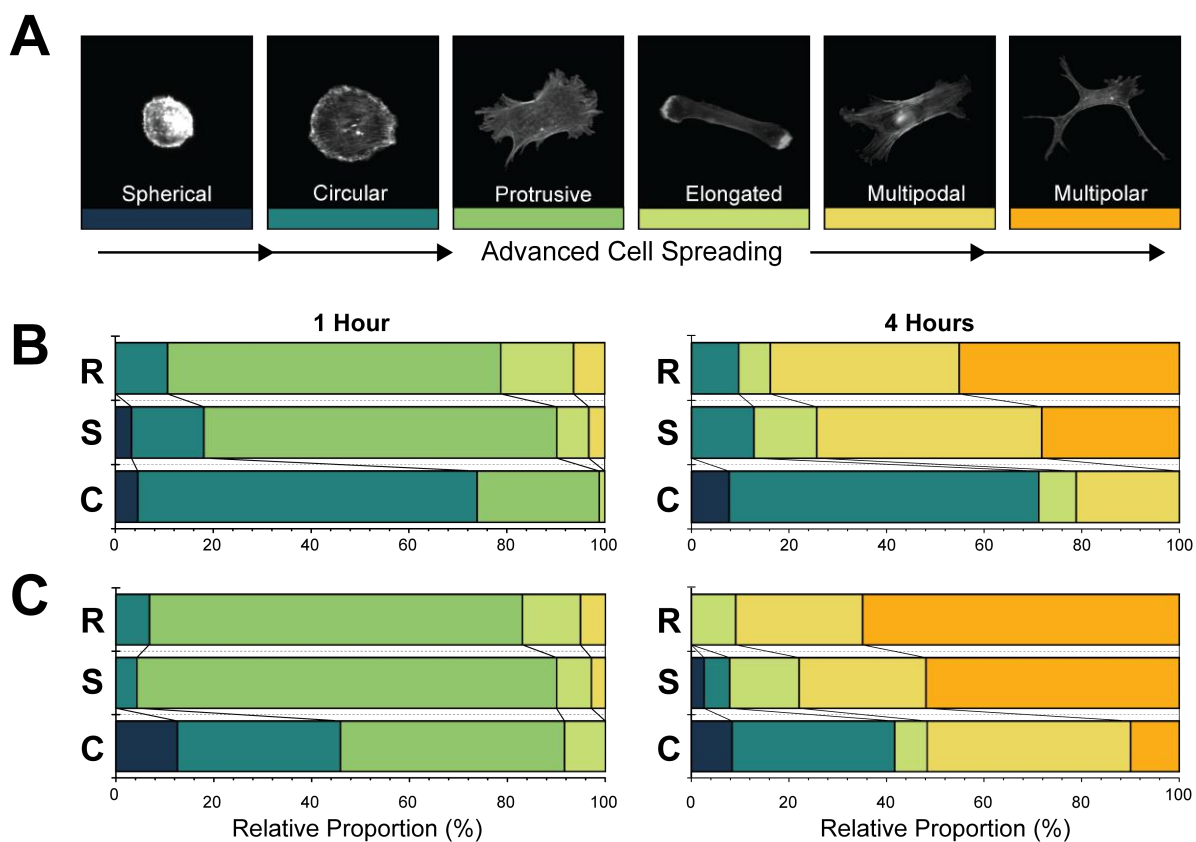 A
Spherical Circular Protrusive Elongated Multipodal Multipolar
Advanced Cell Spreading
B
1 Hour 4 Hours
R R
S S
C C
0 20 40 60 80 100 0 20 40 60 80 100
C
R R
S S
C C
0 20 40 60 80 100 0 20 40 60 80 100
Relative Proportion (%) Relative Proportion (%)